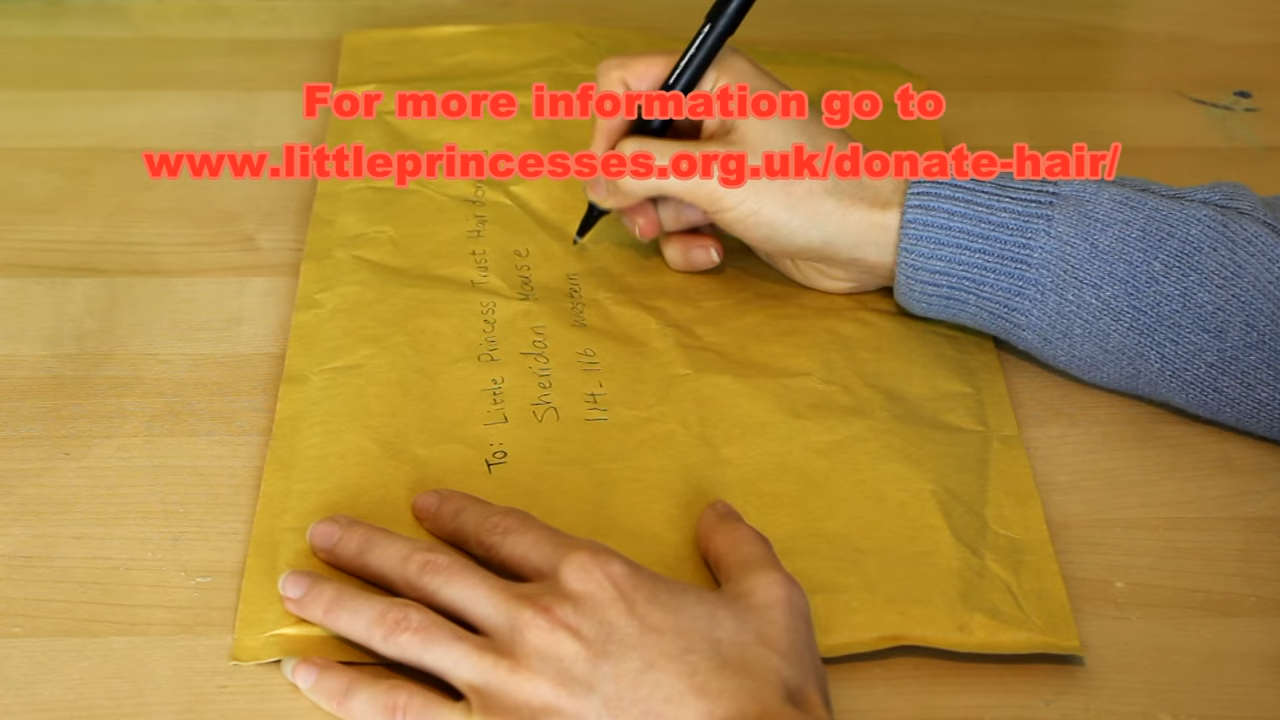 For more information go to
www.littleprincesses.org.uk/donate-hair/
To: Little Princess Trust Hair
Sheridan House
114-116 Western